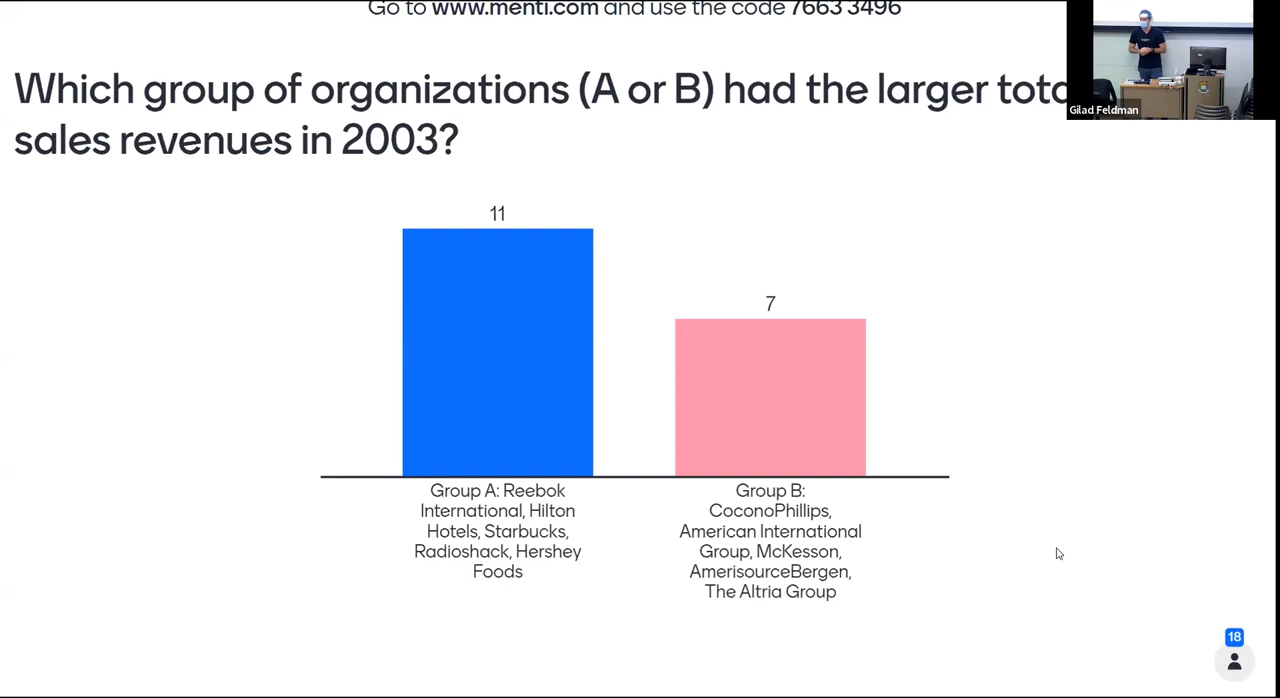 Go to www.menti.com and use the code 7663 3496
Which group of organizations (A or B) had the larger
sales revenues in 2003?
Gilad Feldman
11
7
Group A: Reebok
International, Hilton
Hotels, Starbucks,
Radioshack, Hershey
Foods
Group B:
CoconoPhillips,
American International
Group, McKesson,
AmerisourceBergen,
The Altria Group
18